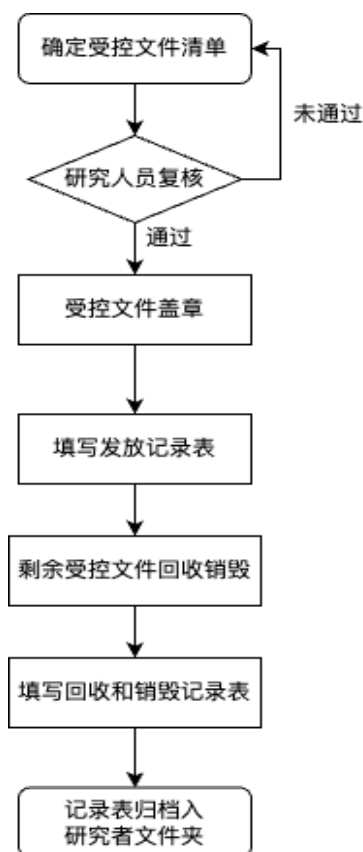 确定受控文件清单
未通过
研究人员复核
通过
受控文件盖章
填写发放记录表
剩余受控文件回收销毁
填写回收和销毁记录表
记录表归档入
研究者文件夹